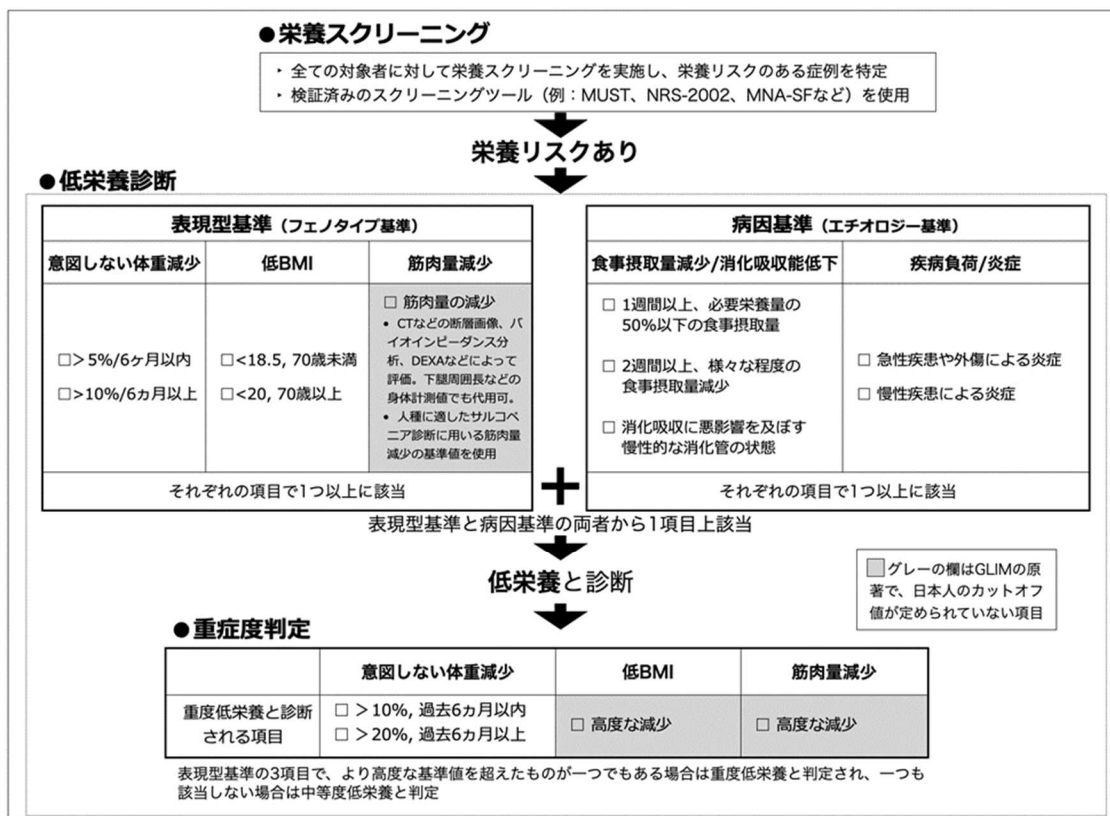 ●栄養スクリーニング
・ 全ての対象者に対して栄養スクリーニングを実施し、栄養リスクのある症例を特定
・ 検証済みのスクリーニングツール（例：MUST、NRS-2002、MNA-SFなど）を使用
栄養リスクあり
●低栄養診断
表現型基準（フェノタイプ基準）
意図しない体重減少
低BMI
筋肉量減少
□＞5%/6ヶ月以内
□>10%/6ヵ月以上
□<18.5, 70歳未満
□<20, 70歳以上
□ 筋肉量の減少
• CTなどの断層画像、バ
イオインピーダンス分
析、DEXAなどによって
評価。下腿周囲長などの
身体計測値でも代用可。
• 人種に適したサルコペ
ニア診断に用いる筋肉量
減少の基準値を使用
それぞれの項目で1つ以上に該当
＋
病因基準（エチオロジー基準）
食事摂取量減少/消化吸収能低下
疾病負荷/炎症
□ 1週間以上、必要栄養量の
50%以下の食事摂取量
□ 2週間以上、様々な程度の
食事摂取量減少
□ 消化吸収に悪影響を及ぼす
慢性的な消化管の状態
□ 急性疾患や外傷による炎症
□ 慢性疾患による炎症
それぞれの項目で1つ以上に該当
表現型基準と病因基準の両者から1項目上該当
低栄養と診断
グレーの欄はGLIMの原
著で、日本人のカットオフ
値が定められていない項目
●重症度判定
意図しない体重減少
低BMI
筋肉量減少
重度低栄養と診断
される項目
□ ＞10%, 過去6ヵ月以内
□ ＞20%, 過去6ヵ月以上
□ 高度な減少
□ 高度な減少
表現型基準の3項目で、より高度な基準値を超えたものが一つでもある場合は重度低栄養と判定され、一つも
該当しない場合は中等度低栄養と判定